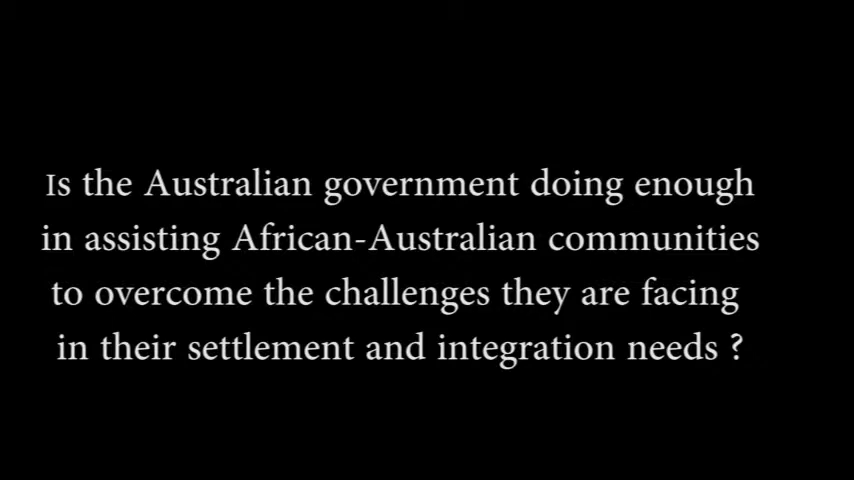 Is the Australian government doing enough
in assisting African-Australian communities
to overcome the challenges they are facing
in their settlement and integration needs ?